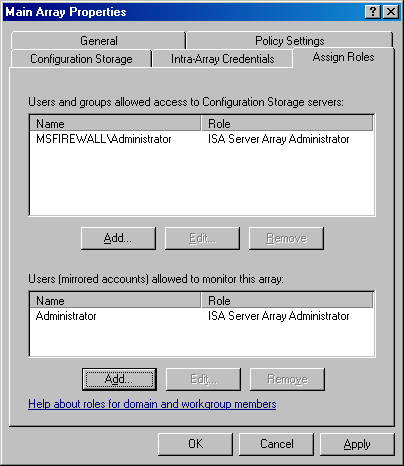 Main Array Properties
General Policy Settings
Configuration Storage Intra-Array Credentials Assign Roles
Users and groups allowed access to Configuration Storage servers:
Name Role
MSFIREWALL\Administrator ISA Server Array Administrator
Add... Edit... Remove
Users (mirrored accounts) allowed to monitor this array:
Name Role
Administrator ISA Server Array Administrator
Add... Edit... Remove
Help about roles for domain and workgroup members
OK Cancel Apply